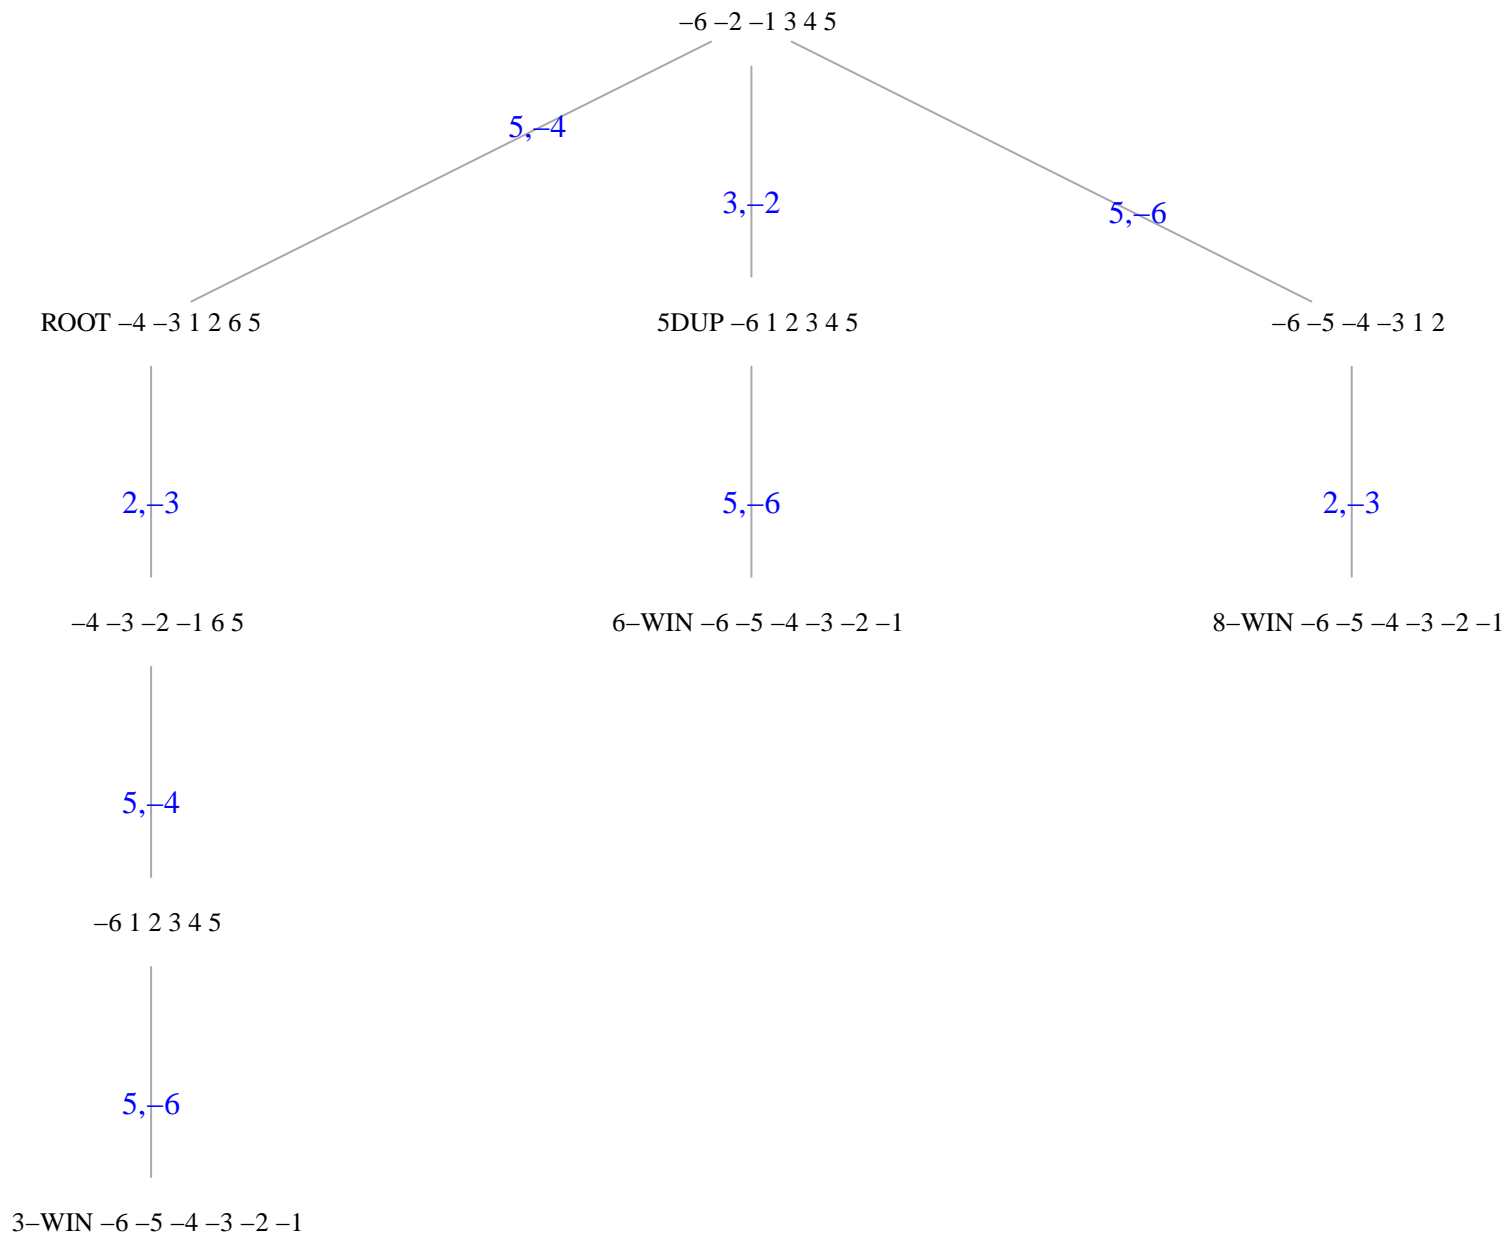 –6 –2 –1 3 4 5
5,–4
3,–2
5,–6
ROOT –4 –3 1 2 6 5
5DUP –6 1 2 3 4 5
–6 –5 –4 –3 1 2
2,–3
5,–6
2,–3
–4 –3 –2 –1 6 5
6–WIN –6 –5 –4 –3 –2 –1
8–WIN –6 –5 –4 –3 –2 –1
5,–4
–6 1 2 3 4 5
5,–6
3–WIN –6 –5 –4 –3 –2 –1